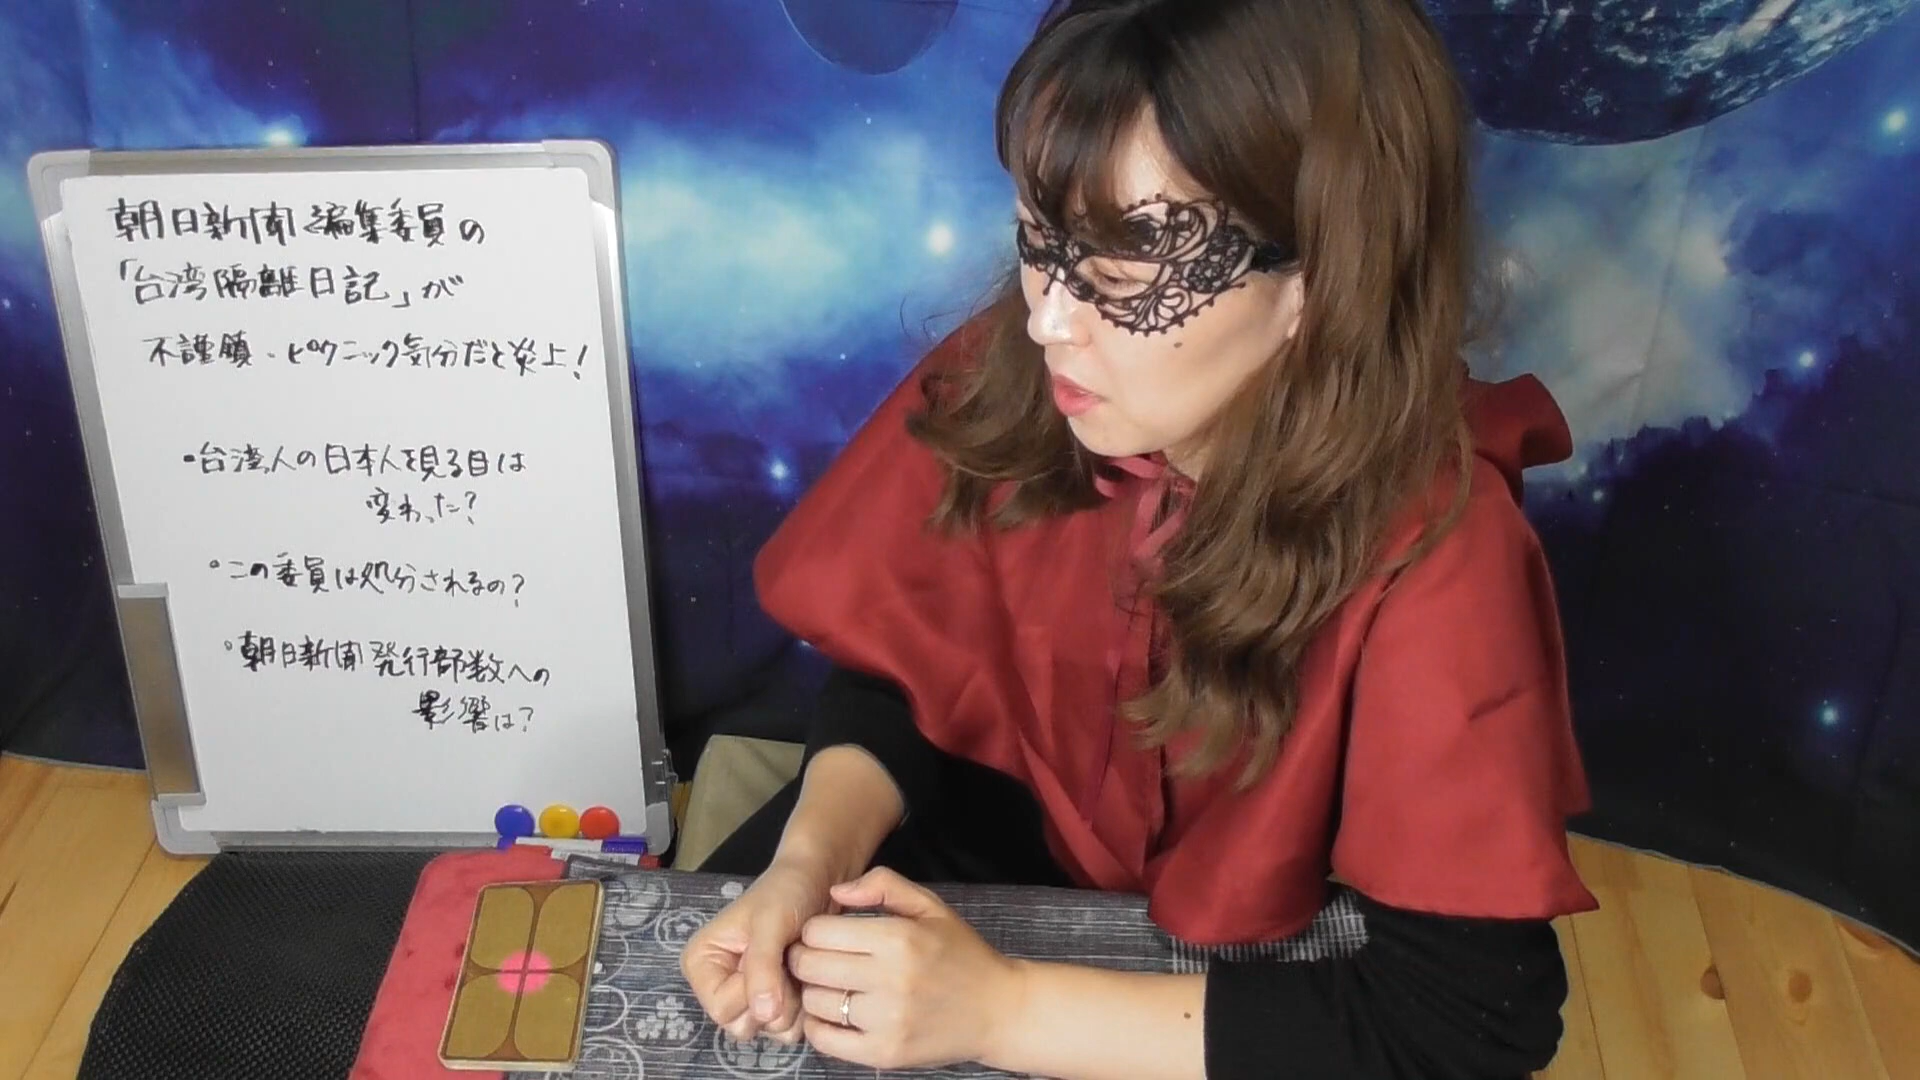 朝日新聞編集委員の
「台湾隔離日記」が
不謹慎・ピクニック気分だと炎上!
・台湾人の日本人を見る目は
変わった?
・この委員は処分されるの?
・朝日新聞発行部数への
影響は?